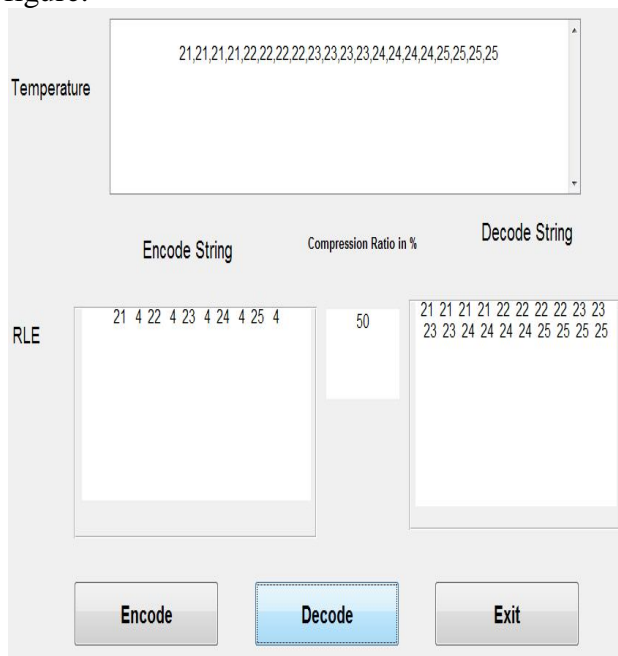 figure.
21,21,21,21,22,22,22,22,23,23,23,23,24,24,24,24,25,25,25,25
Temperature
Encode String
Compression Ratio in %
Decode String
RLE
21 4 22 4 23 4 24 4 25 4
50
21 21 21 21 22 22 22 22 23 23
23 23 24 24 24 24 25 25 25 25
Encode
Decode
Exit